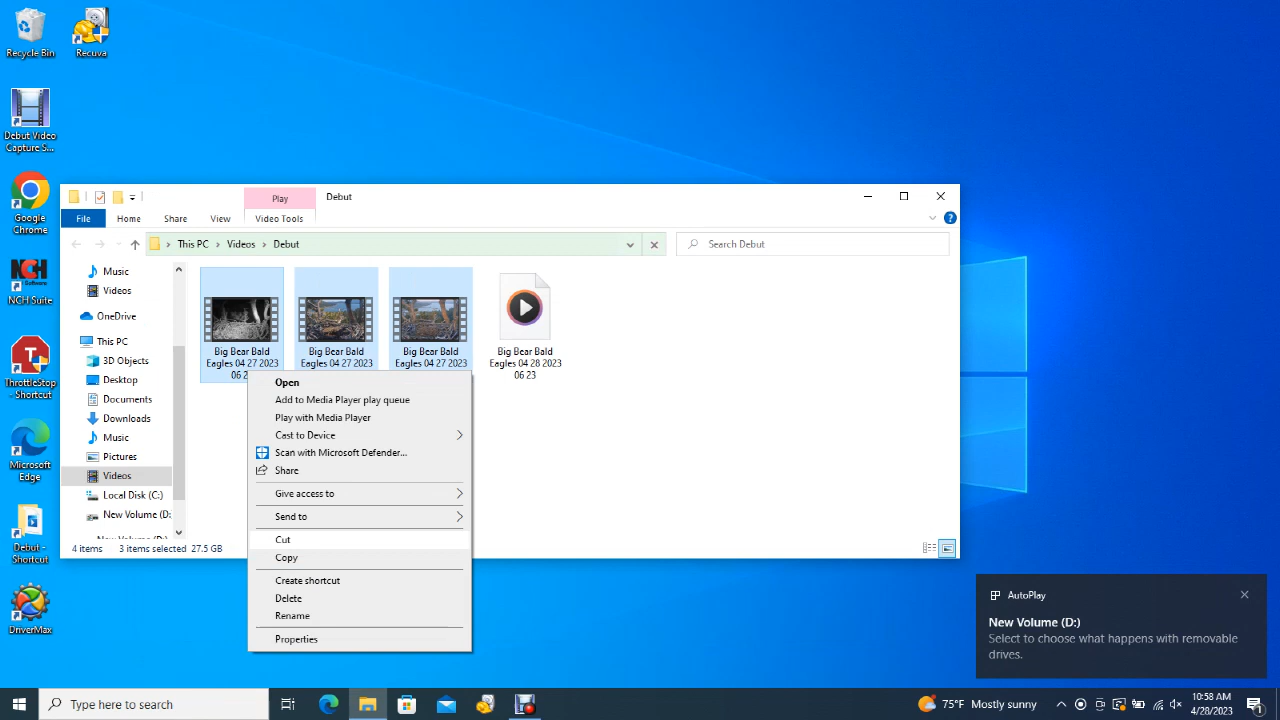 Recycle Bin
Recuva
Debut Video
Capture S...
Google
Chrome
NCH Suite
ThrottleStop
- Shortcut
Microsoft
Edge
Debut -
Shortcut
DriverMax
Play
Debut
File
Home
Share
View
Video Tools
This PC
Videos
Debut
Search Debut
Music
Videos
OneDrive
This PC
3D Objects
Desktop
Documents
Downloads
Music
Pictures
Videos
Local Disk (C:)
New Volume (D:
Big Bear Bald
Eagles 04 27 2023
06 2
Big Bear Bald
Eagles 04 27 2023
Big Bear Bald
Eagles 04 27 2023
Big Bear Bald
Eagles 04 28 2023
06 23
Open
Add to Media Player play queue
Play with Media Player
Cast to Device
Scan with Microsoft Defender...
Share
Give access to
Send to
Cut
Copy
Create shortcut
Delete
Rename
Properties
4 items
3 items selected 27.5 GB
AutoPlay
New Volume (D:)
Select to choose what happens with removable
drives.
Type here to search
75°F Mostly sunny
10:58 AM
4/28/2023
1